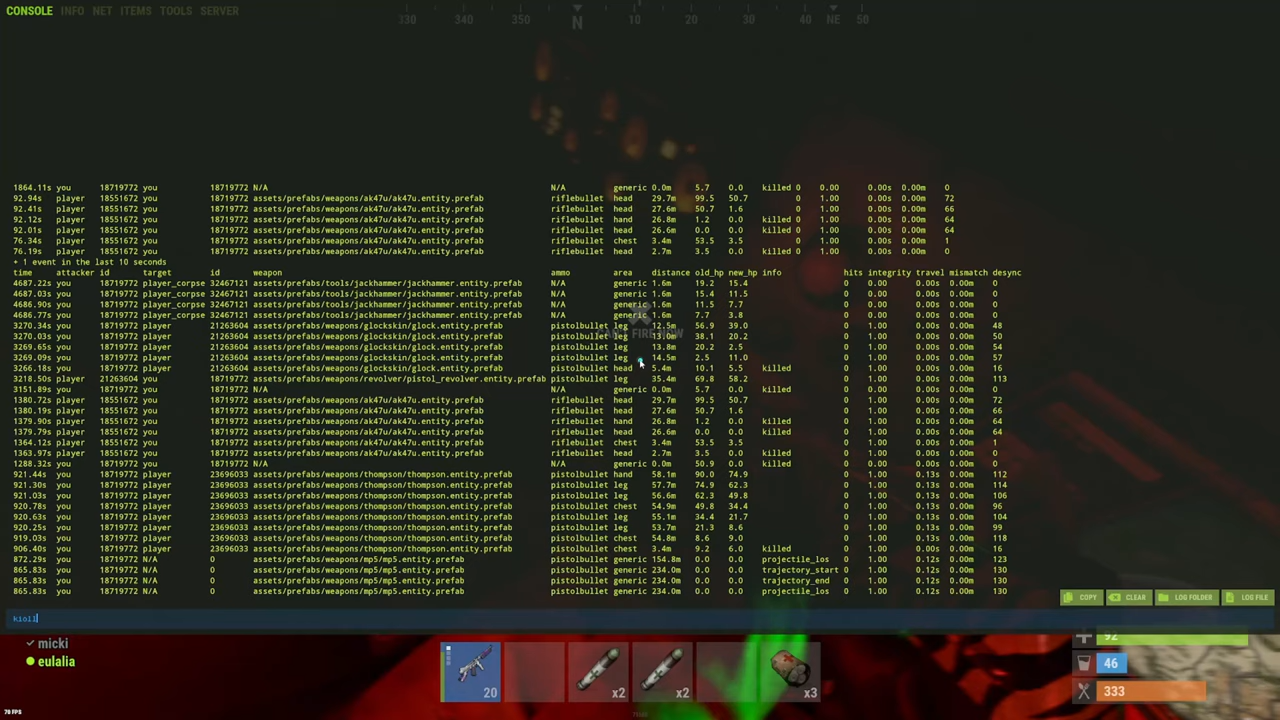 CONSOLE INFO NET ITEMS TOOLS SERVER
330 340 350 N 10 20 30 40 NE 50
1864.11s you 18719772 you 18719772 N/A N/A generic 0.0m 5.7 0.0 killed 0 0.00 0.00s 0.00m 0
92.94s player 18551672 you 18719772 assets/prefabs/weapons/ak47u/ak47u.entity.prefab riflebullet head 29.7m 99.5 50.7 0 1.00 0.00s 0.00m 72
92.41s player 18551672 you 18719772 assets/prefabs/weapons/ak47u/ak47u.entity.prefab riflebullet head 27.6m 50.7 1.6 0 1.00 0.00s 0.00m 66
92.12s player 18551672 you 18719772 assets/prefabs/weapons/ak47u/ak47u.entity.prefab riflebullet hand 26.8m 1.2 0.0 killed 0 1.00 0.00s 0.00m 64
92.01s player 18551672 you 18719772 assets/prefabs/weapons/ak47u/ak47u.entity.prefab riflebullet head 26.6m 0.0 0.0 killed 0 1.00 0.00s 0.00m 64
76.34s player 18551672 you 18719772 assets/prefabs/weapons/ak47u/ak47u.entity.prefab riflebullet chest 3.4m 53.5 3.5 0 1.00 0.00s 0.00m 1
76.19s player 18551672 you 18719772 assets/prefabs/weapons/ak47u/ak47u.entity.prefab riflebullet head 2.7m 3.5 0.0 killed 0 1.00 0.00s 0.00m 0
+ 1 event in the last 10 seconds
time attacker id target id weapon ammo area distance old_hp new_hp info hits integrity travel mismatch desync
4687.22s you 18719772 player_corpse 32467121 assets/prefabs/tools/jackhammer/jackhammer.entity.prefab N/A generic 1.6m 19.2 15.4 0 1.00 0.00s 0.00m 0
4687.03s you 18719772 player_corpse 32467121 assets/prefabs/tools/jackhammer/jackhammer.entity.prefab N/A generic 1.6m 15.4 11.5 0 1.00 0.00s 0.00m 0
4686.90s you 18719772 player_corpse 32467121 assets/prefabs/tools/jackhammer/jackhammer.entity.prefab N/A generic 1.6m 11.5 7.7 0 1.00 0.00s 0.00m 0
4686.77s you 18719772 player_corpse 32467121 assets/prefabs/tools/jackhammer/jackhammer.entity.prefab N/A generic 1.6m 7.7 3.8 0 1.00 0.00s 0.00m 0
3270.34s you 18719772 player 21263604 assets/prefabs/weapons/glockskin/glock.entity.prefab pistolbullet leg 12.5m 56.9 39.0 0 1.00 0.00s 0.00m 48
3270.03s you 18719772 player 21263604 assets/prefabs/weapons/glockskin/glock.entity.prefab pistolbullet leg 13.0m 38.1 20.2 0 1.00 0.00s 0.00m 50
3269.65s you 18719772 player 21263604 assets/prefabs/weapons/glockskin/glock.entity.prefab pistolbullet leg 13.8m 20.2 2.5 0 1.00 0.00s 0.00m 54
3269.09s you 18719772 player 21263604 assets/prefabs/weapons/glockskin/glock.entity.prefab pistolbullet leg 14.5m 2.5 11.0 0 1.00 0.00s 0.00m 57
3266.18s you 18719772 player 21263604 assets/prefabs/weapons/glockskin/glock.entity.prefab pistolbullet head 5.4m 10.1 5.5 killed 0 1.00 0.00s 0.00m 16
3218.50s player 21263604 you 18719772 assets/prefabs/weapons/revolver/pistol_revolver.entity.prefab pistolbullet leg 35.4m 69.8 58.2 0 1.00 0.00s 0.00m 113
3151.89s you 18719772 you 18719772 N/A N/A generic 0.0m 5.7 0.0 killed 0 1.00 0.00s 0.00m 0
1380.72s player 18551672 you 18719772 assets/prefabs/weapons/ak47u/ak47u.entity.prefab riflebullet head 29.7m 99.5 50.7 0 1.00 0.00s 0.00m 72
1380.19s player 18551672 you 18719772 assets/prefabs/weapons/ak47u/ak47u.entity.prefab riflebullet head 27.6m 50.7 1.6 0 1.00 0.00s 0.00m 66
1379.90s player 18551672 you 18719772 assets/prefabs/weapons/ak47u/ak47u.entity.prefab riflebullet hand 26.8m 1.2 0.0 killed 0 1.00 0.00s 0.00m 64
1379.79s player 18551672 you 18719772 assets/prefabs/weapons/ak47u/ak47u.entity.prefab riflebullet head 26.6m 0.0 0.0 killed 0 1.00 0.00s 0.00m 64
1364.12s player 18551672 you 18719772 assets/prefabs/weapons/ak47u/ak47u.entity.prefab riflebullet chest 3.4m 53.5 3.5 0 1.00 0.00s 0.00m 1
1363.97s player 18551672 you 18719772 assets/prefabs/weapons/ak47u/ak47u.entity.prefab riflebullet head 2.7m 3.5 0.0 killed 0 1.00 0.00s 0.00m 0
1288.32s you 18719772 you 18719772 N/A N/A generic 0.0m 50.9 0.0 killed 0 1.00 0.00s 0.00m 0
921.44s you 18719772 player 23696033 assets/prefabs/weapons/thompson/thompson.entity.prefab pistolbullet hand 58.1m 90.0 74.9 0 1.00 0.13s 0.00m 112
921.30s you 18719772 player 23696033 assets/prefabs/weapons/thompson/thompson.entity.prefab pistolbullet leg 57.7m 74.9 62.3 0 1.00 0.13s 0.00m 114
921.03s you 18719772 player 23696033 assets/prefabs/weapons/thompson/thompson.entity.prefab pistolbullet leg 56.6m 62.3 49.8 0 1.00 0.13s 0.00m 106
920.78s you 18719772 player 23696033 assets/prefabs/weapons/thompson/thompson.entity.prefab pistolbullet chest 54.9m 49.8 34.4 0 1.00 0.13s 0.00m 96
920.63s you 18719772 player 23696033 assets/prefabs/weapons/thompson/thompson.entity.prefab pistolbullet leg 55.1m 34.4 21.7 0 1.00 0.13s 0.00m 104
920.25s you 18719772 player 23696033 assets/prefabs/weapons/thompson/thompson.entity.prefab pistolbullet leg 53.7m 21.3 8.6 0 1.00 0.13s 0.00m 99
919.03s you 18719772 player 23696033 assets/prefabs/weapons/thompson/thompson.entity.prefab pistolbullet chest 54.8m 8.6 9.0 0 1.00 0.13s 0.00m 118
906.40s you 18719772 player 23696033 assets/prefabs/weapons/thompson/thompson.entity.prefab pistolbullet chest 3.4m 9.2 6.0 killed 0 1.00 0.13s 0.00m 16
872.29s you 18719772 N/A 0 assets/prefabs/weapons/mp5/mp5.entity.prefab pistolbullet generic 154.8m 0.0 0.0 projectile_los 0 1.00 0.12s 0.00m 123
865.83s you 18719772 N/A 0 assets/prefabs/weapons/mp5/mp5.entity.prefab pistolbullet generic 234.0m 0.0 0.0 trajectory_start 0 1.00 0.12s 0.00m 130
865.83s you 18719772 N/A 0 assets/prefabs/weapons/mp5/mp5.entity.prefab pistolbullet generic 234.0m 0.0 0.0 trajectory_end 0 1.00 0.12s 0.00m 130
865.83s you 18719772 N/A 0 assets/prefabs/weapons/mp5/mp5.entity.prefab pistolbullet generic 234.0m 0.0 0.0 projectile_los 0 1.00 0.12s 0.00m 130
COPY CLEAR LOG FOLDER LOG FILE
92
micki
eulalia
46
20 x2 x2 x3
333
70 FPS